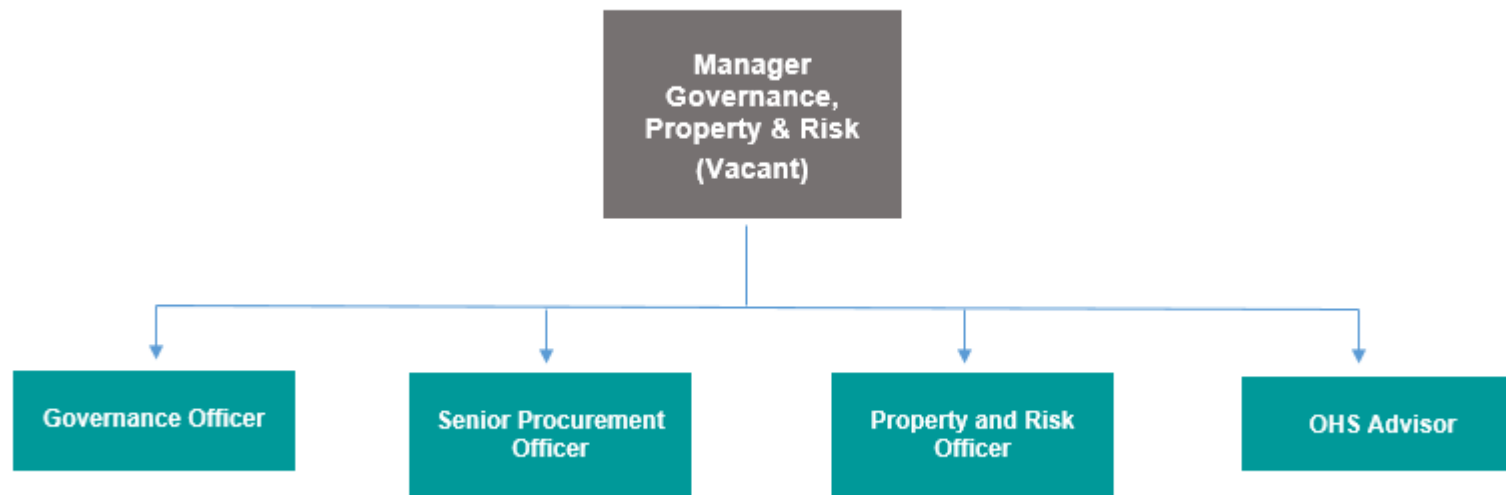 Manager
Governance,
Property & Risk
(Vacant)
Governance Officer
Senior Procurement
Officer
Property and Risk
Officer
OHS Advisor